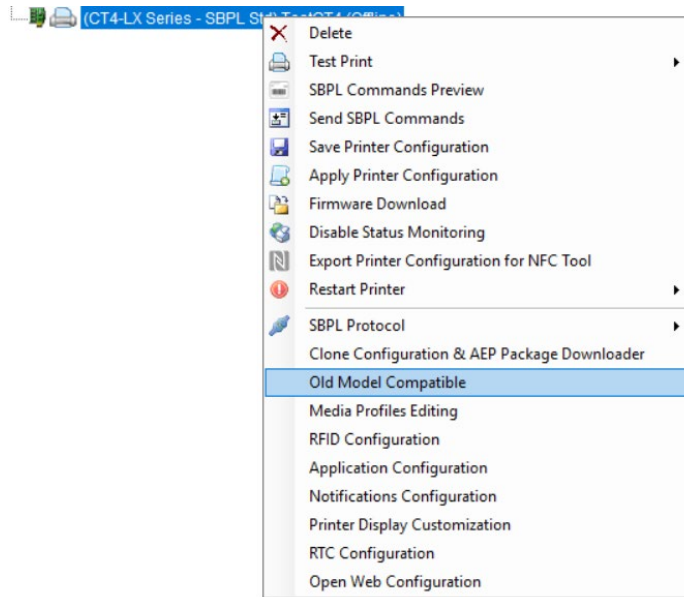 (CT4-LX Series - SBPL Std) TestCT4 (Offline)
Delete
Test Print
SBPL Commands Preview
Send SBPL Commands
Save Printer Configuration
Apply Printer Configuration
Firmware Download
Disable Status Monitoring
Export Printer Configuration for NFC Tool
Restart Printer
SBPL Protocol
Clone Configuration & AEP Package Downloader
Old Model Compatible
Media Profiles Editing
RFID Configuration
Application Configuration
Notifications Configuration
Printer Display Customization
RTC Configuration
Open Web Configuration